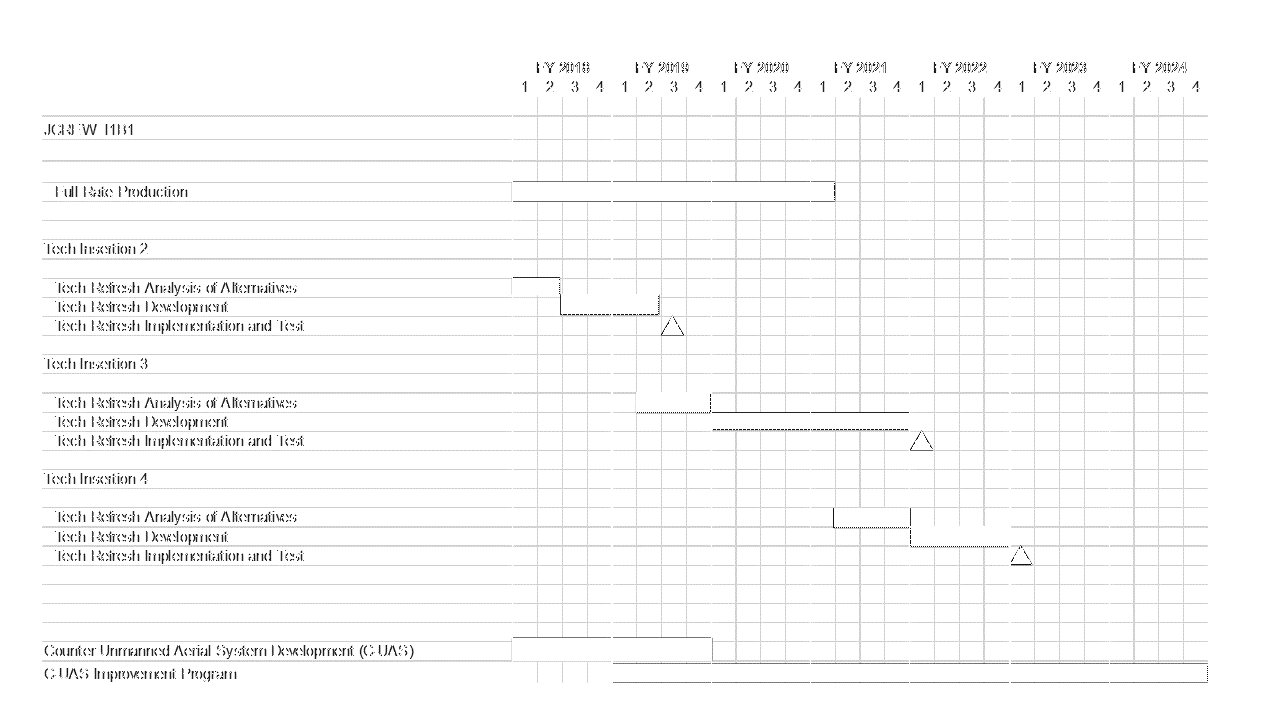 FY 2018 FY 2019 FY 2020 FY 2021 FY 2022 FY 2023 FY 2024
1 2 3 4 1 2 3 4 1 2 3 4 1 2 3 4 1 2 3 4 1 2 3 4 1 2 3 4
JCREW I1B1
Full Rate Production
Tech Insertion 2
Tech Refresh Analysis of Alternatives
Tech Refresh Development
Tech Refresh Implementation and Test
Tech Insertion 3
Tech Refresh Analysis of Alternatives
Tech Refresh Development
Tech Refresh Implementation and Test
Tech Insertion 4
Tech Refresh Analysis of Alternatives
Tech Refresh Development
Tech Refresh Implementation and Test
Counter Unmanned Aerial System Development (C-UAS)
C-UAS Improvement Program